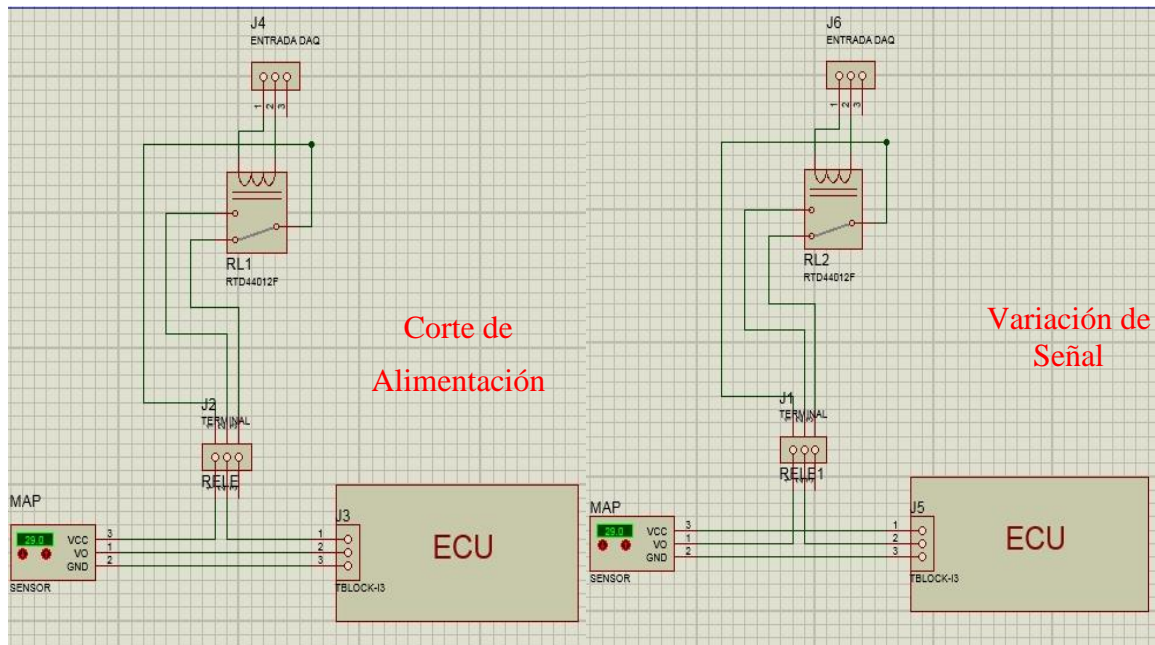 J4
ENTRADA DAQ
1 2 3
RL1
RTD44012F
Corte de
Alimentación
J2
TERMINAL
RELE
MAP
29.0
VCC 3
VO 1
GND 2
SENSOR
J3
1
2
3
TBLOCK-I3
ECU
J6
ENTRADA DAQ
1 2 3
RL2
RTD44012F
Variación de
Señal
J1
TERMINAL
RELE1
MAP
29.0
VCC 3
VO 1
GND 2
SENSOR
J5
1
2
3
TBLOCK-I3
ECU